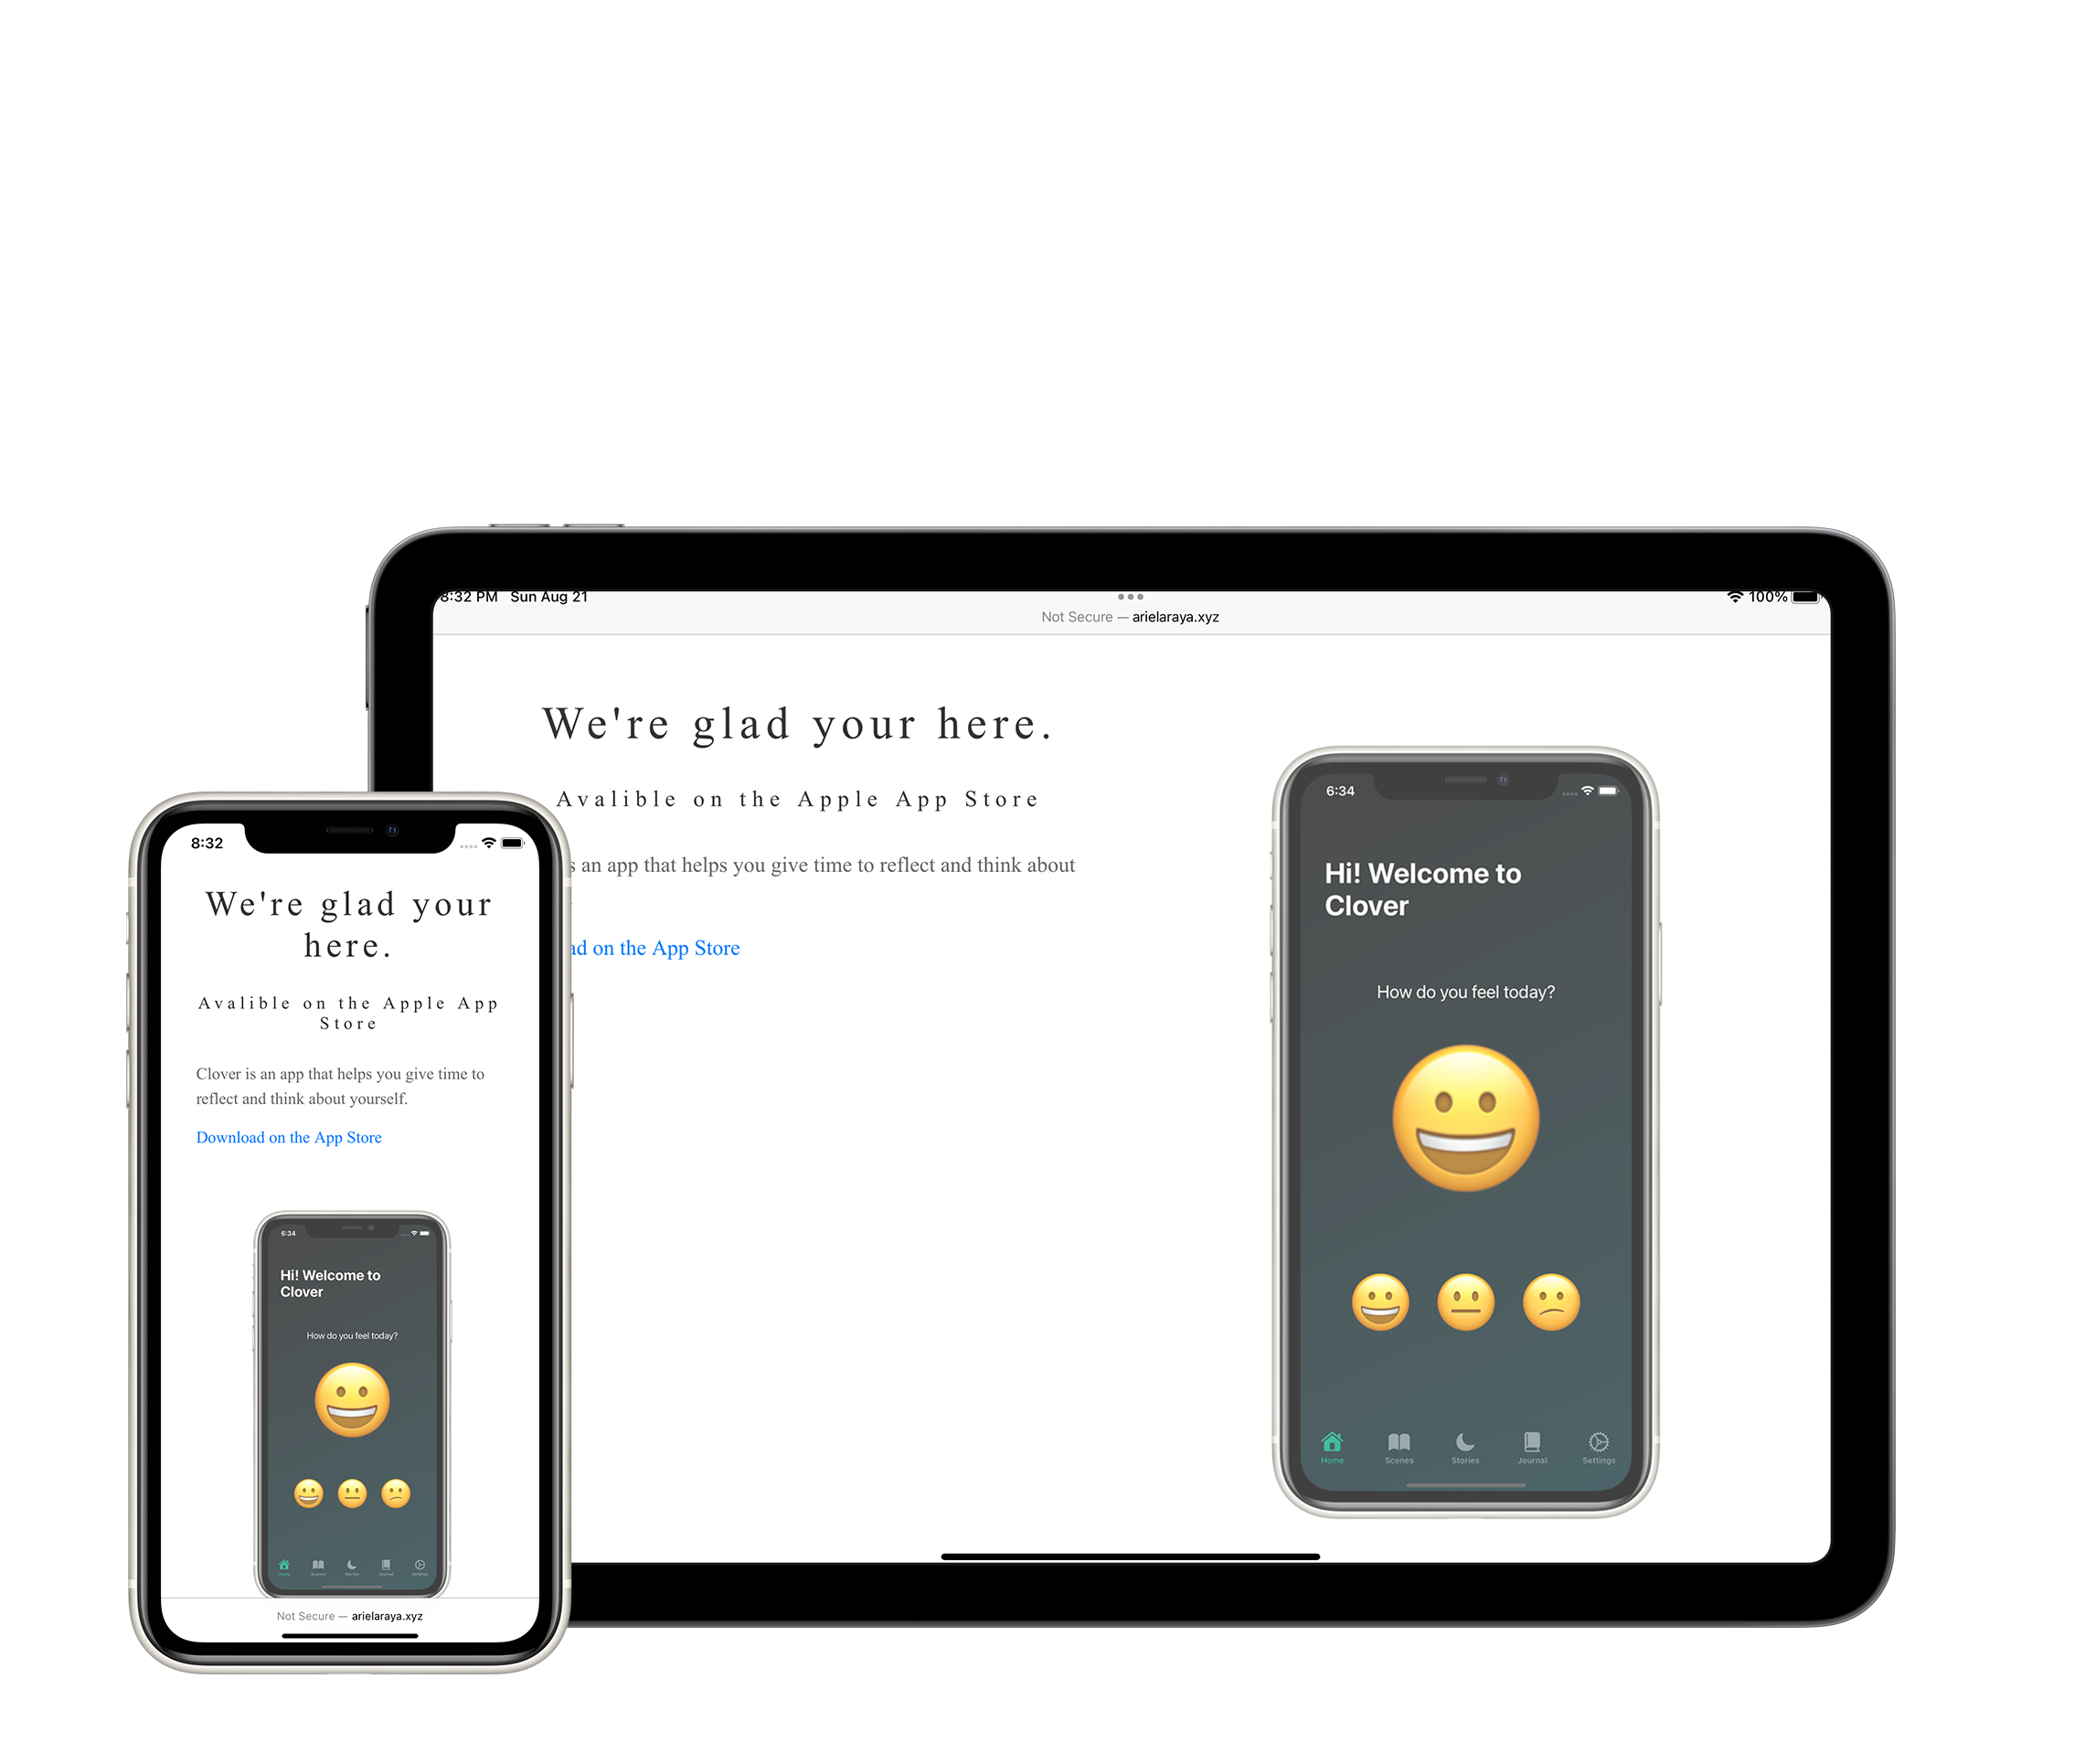 8:32 PM Sun Aug 21
100%
Not Secure — arielaraya.xyz
We're glad your here.
Avalible on the Apple App Store
an app that helps you give time to reflect and think about
on the App Store
6:34
Hi! Welcome to
Clover
How do you feel today?
Home Scenes Stories Journal Settings
8:32
We're glad your
here.
Avalible on the Apple App
Store
Clover is an app that helps you give time to
reflect and think about yourself.
Download on the App Store
6:34
Hi! Welcome to
Clover
How do you feel today?
Home Scenes Stories Journal Settings
Not Secure — arielaraya.xyz